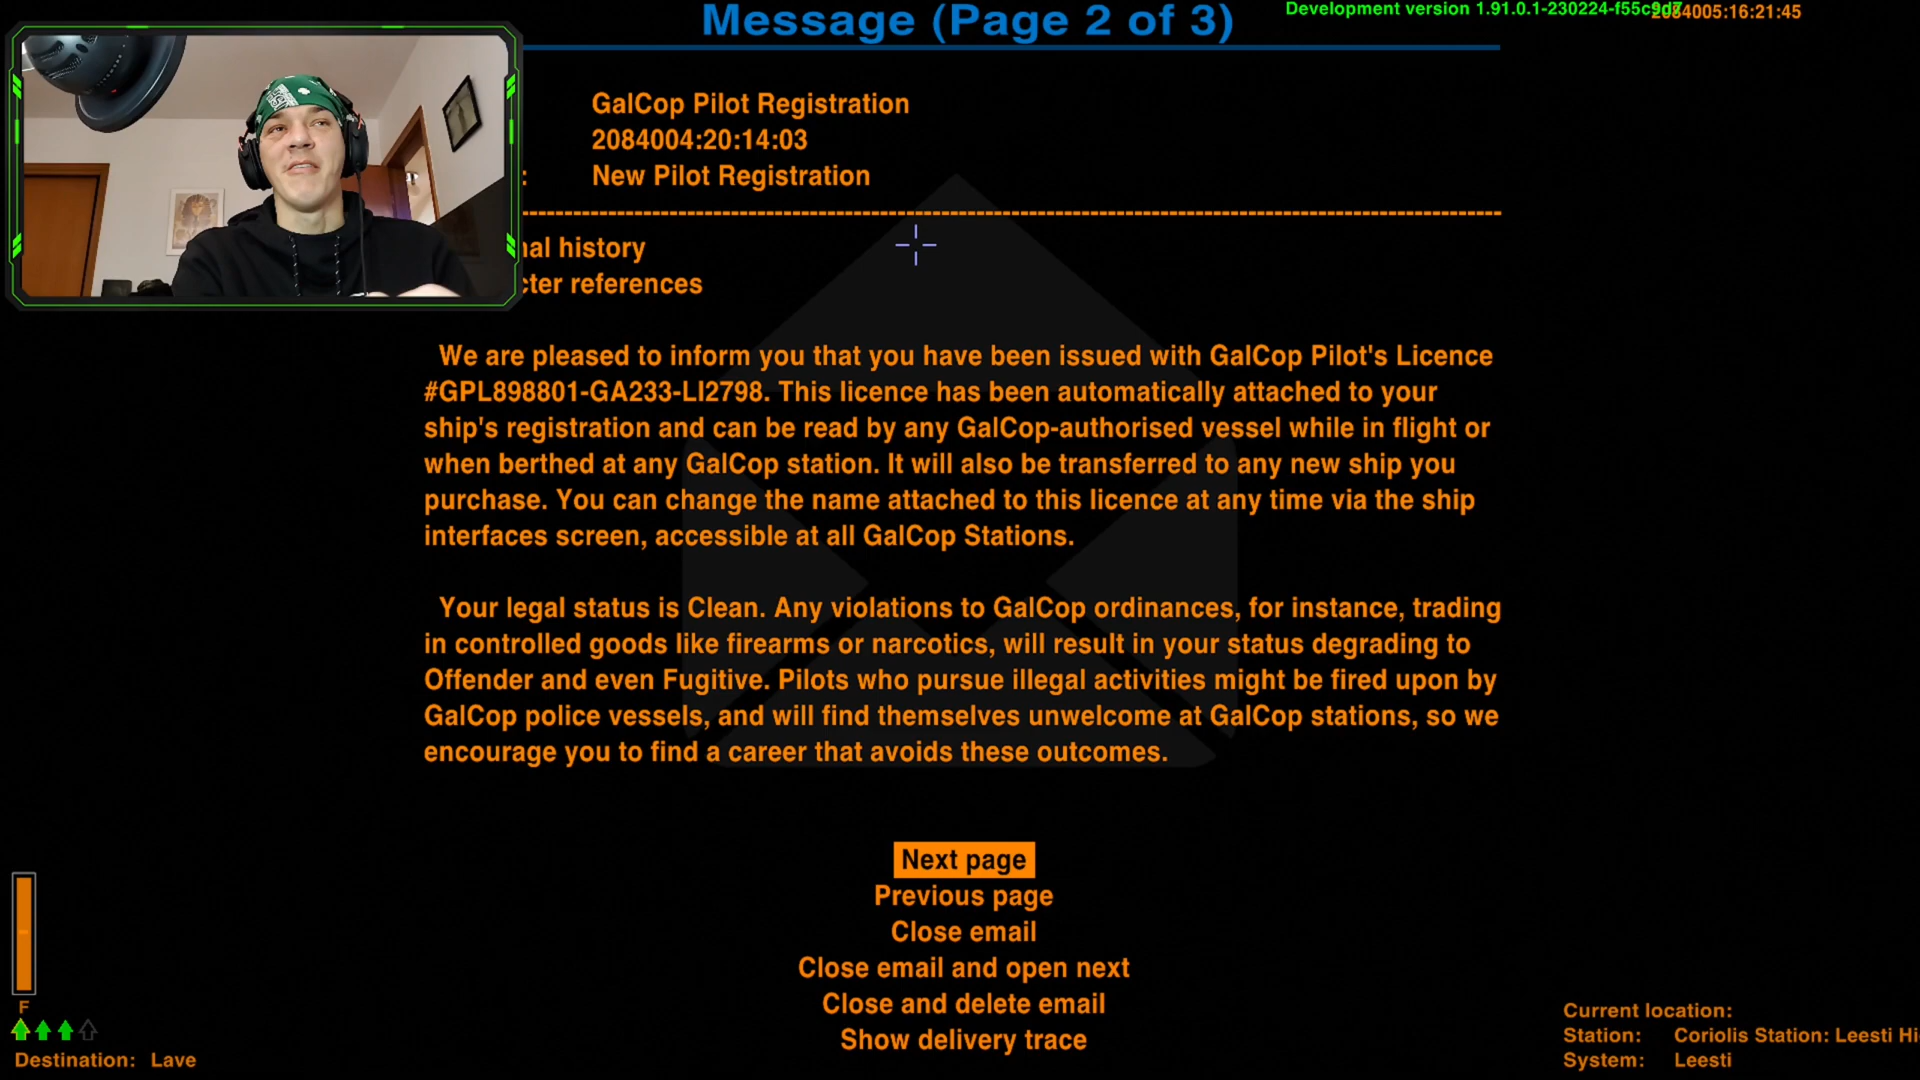 Message (Page 2 of 3)
Development version 1.91.0.1-230224-f55c9d7
2084005:16:21:45
GalCop Pilot Registration
2084004:20:14:03
: New Pilot Registration
nal history
cter references
We are pleased to inform you that you have been issued with GalCop Pilot's Licence
#GPL898801-GA233-LI2798. This licence has been automatically attached to your
ship's registration and can be read by any GalCop-authorised vessel while in flight or
when berthed at any GalCop station. It will also be transferred to any new ship you
purchase. You can change the name attached to this licence at any time via the ship
interfaces screen, accessible at all GalCop Stations.
Your legal status is Clean. Any violations to GalCop ordinances, for instance, trading
in controlled goods like firearms or narcotics, will result in your status degrading to
Offender and even Fugitive. Pilots who pursue illegal activities might be fired upon by
GalCop police vessels, and will find themselves unwelcome at GalCop stations, so we
encourage you to find a career that avoids these outcomes.
Next page
Previous page
Close email
Close email and open next
Close and delete email
Show delivery trace
F
Destination: Lave
Current location:
Station: Coriolis Station: Leesti Hi
System: Leesti